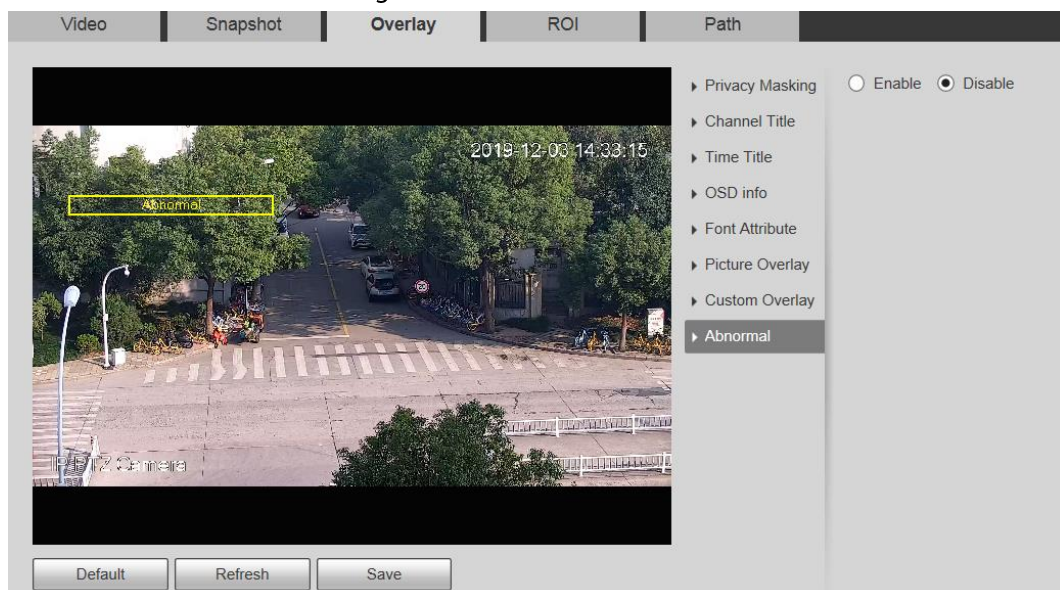 Video Snapshot Overlay ROI Path
Privacy Masking
Enable Disable
Channel Title
2019-12-03 14:33:15
Time Title
OSD info
Abnormal
Font Attribute
Picture Overlay
Custom Overlay
Abnormal
IP PTZ Camera
Default Refresh Save